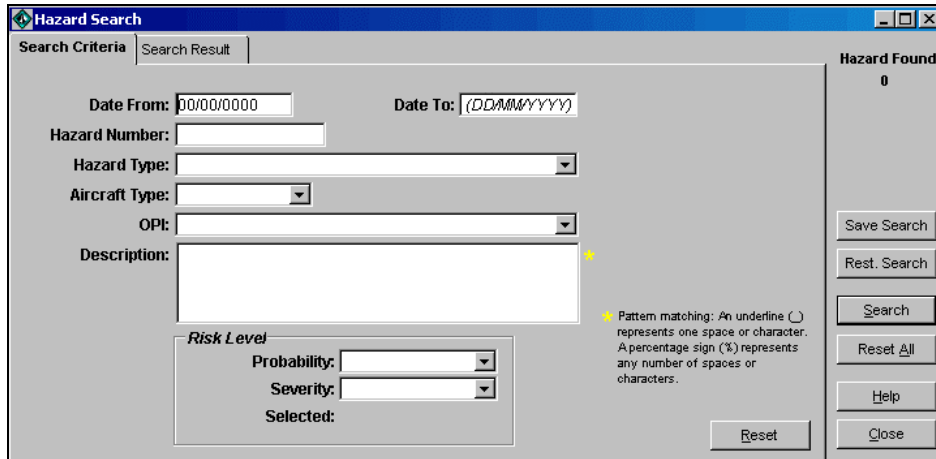 Hazard Search
Search Criteria
Search Result
Hazard Found
0
Date From: 00/00/0000
Date To: (DD/MM/YYYY)
Hazard Number:
Hazard Type:
Aircraft Type:
OPI:
Description:
*
* Pattern matching: An underline (_)
represents one space or character.
A percentage sign (%) represents
any number of spaces or
characters.
Risk Level
Probability:
Severity:
Selected:
Reset
Save Search
Rest. Search
Search
Reset All
Help
Close